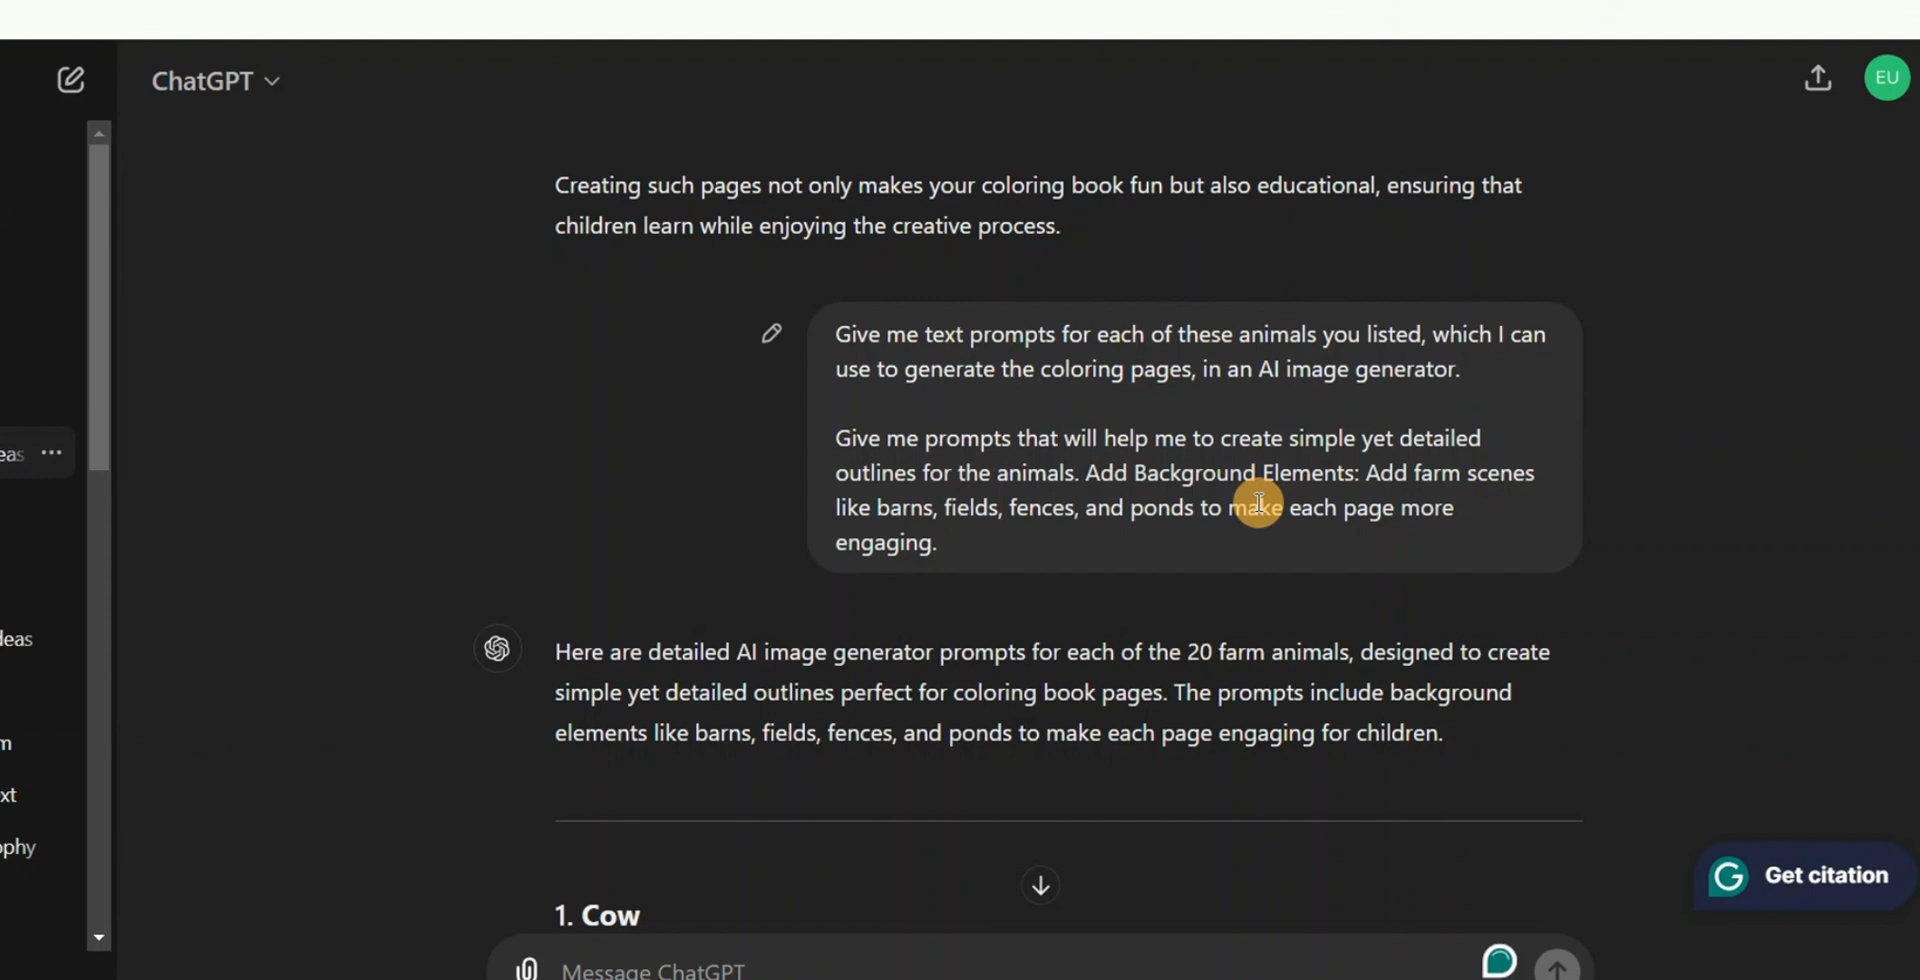 ChatGPT
EU
Creating such pages not only makes your coloring book fun but also educational, ensuring that
children learn while enjoying the creative process.
Give me text prompts for each of these animals you listed, which I can
use to generate the coloring pages, in an AI image generator.
Give me prompts that will help me to create simple yet detailed
outlines for the animals. Add Background Elements: Add farm scenes
like barns, fields, fences, and ponds to make each page more
engaging.
eas ...
deas
m
xt
ophy
Here are detailed AI image generator prompts for each of the 20 farm animals, designed to create
simple yet detailed outlines perfect for coloring book pages. The prompts include background
elements like barns, fields, fences, and ponds to make each page engaging for children.
Get citation
1. Cow
Message ChatGPT